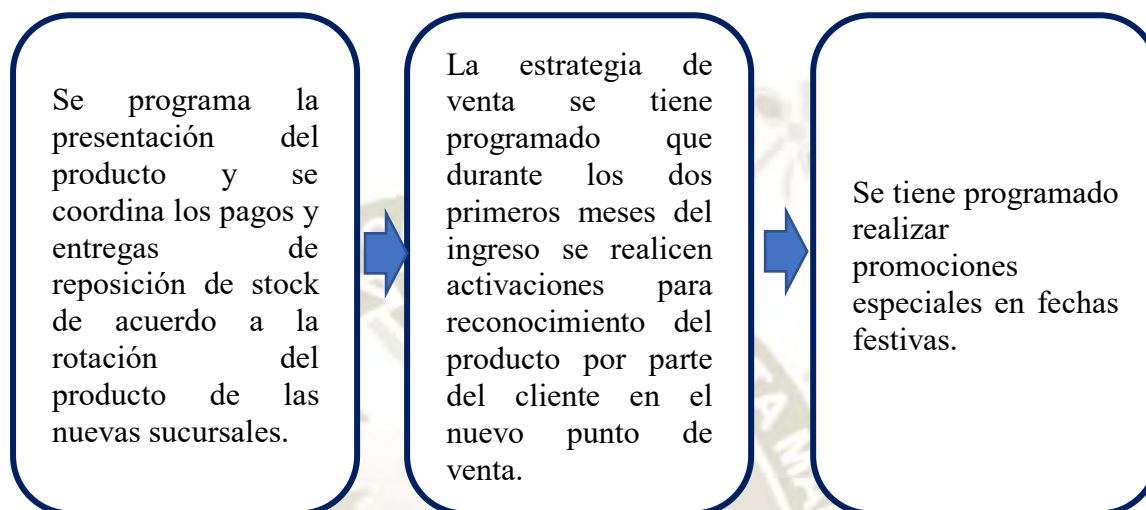 Se programa la
presentación del
producto y se
coordina los pagos y
entregas de
reposición de stock
de acuerdo a la
rotación del
producto de las
nuevas sucursales.
La estrategia de
venta se tiene
programado que
durante los dos
primeros meses del
ingreso se realicen
activaciones para
reconocimiento del
producto por parte
del cliente en el
nuevo punto de
venta.
Se tiene programado
realizar
promociones
especiales en fechas
festivas.